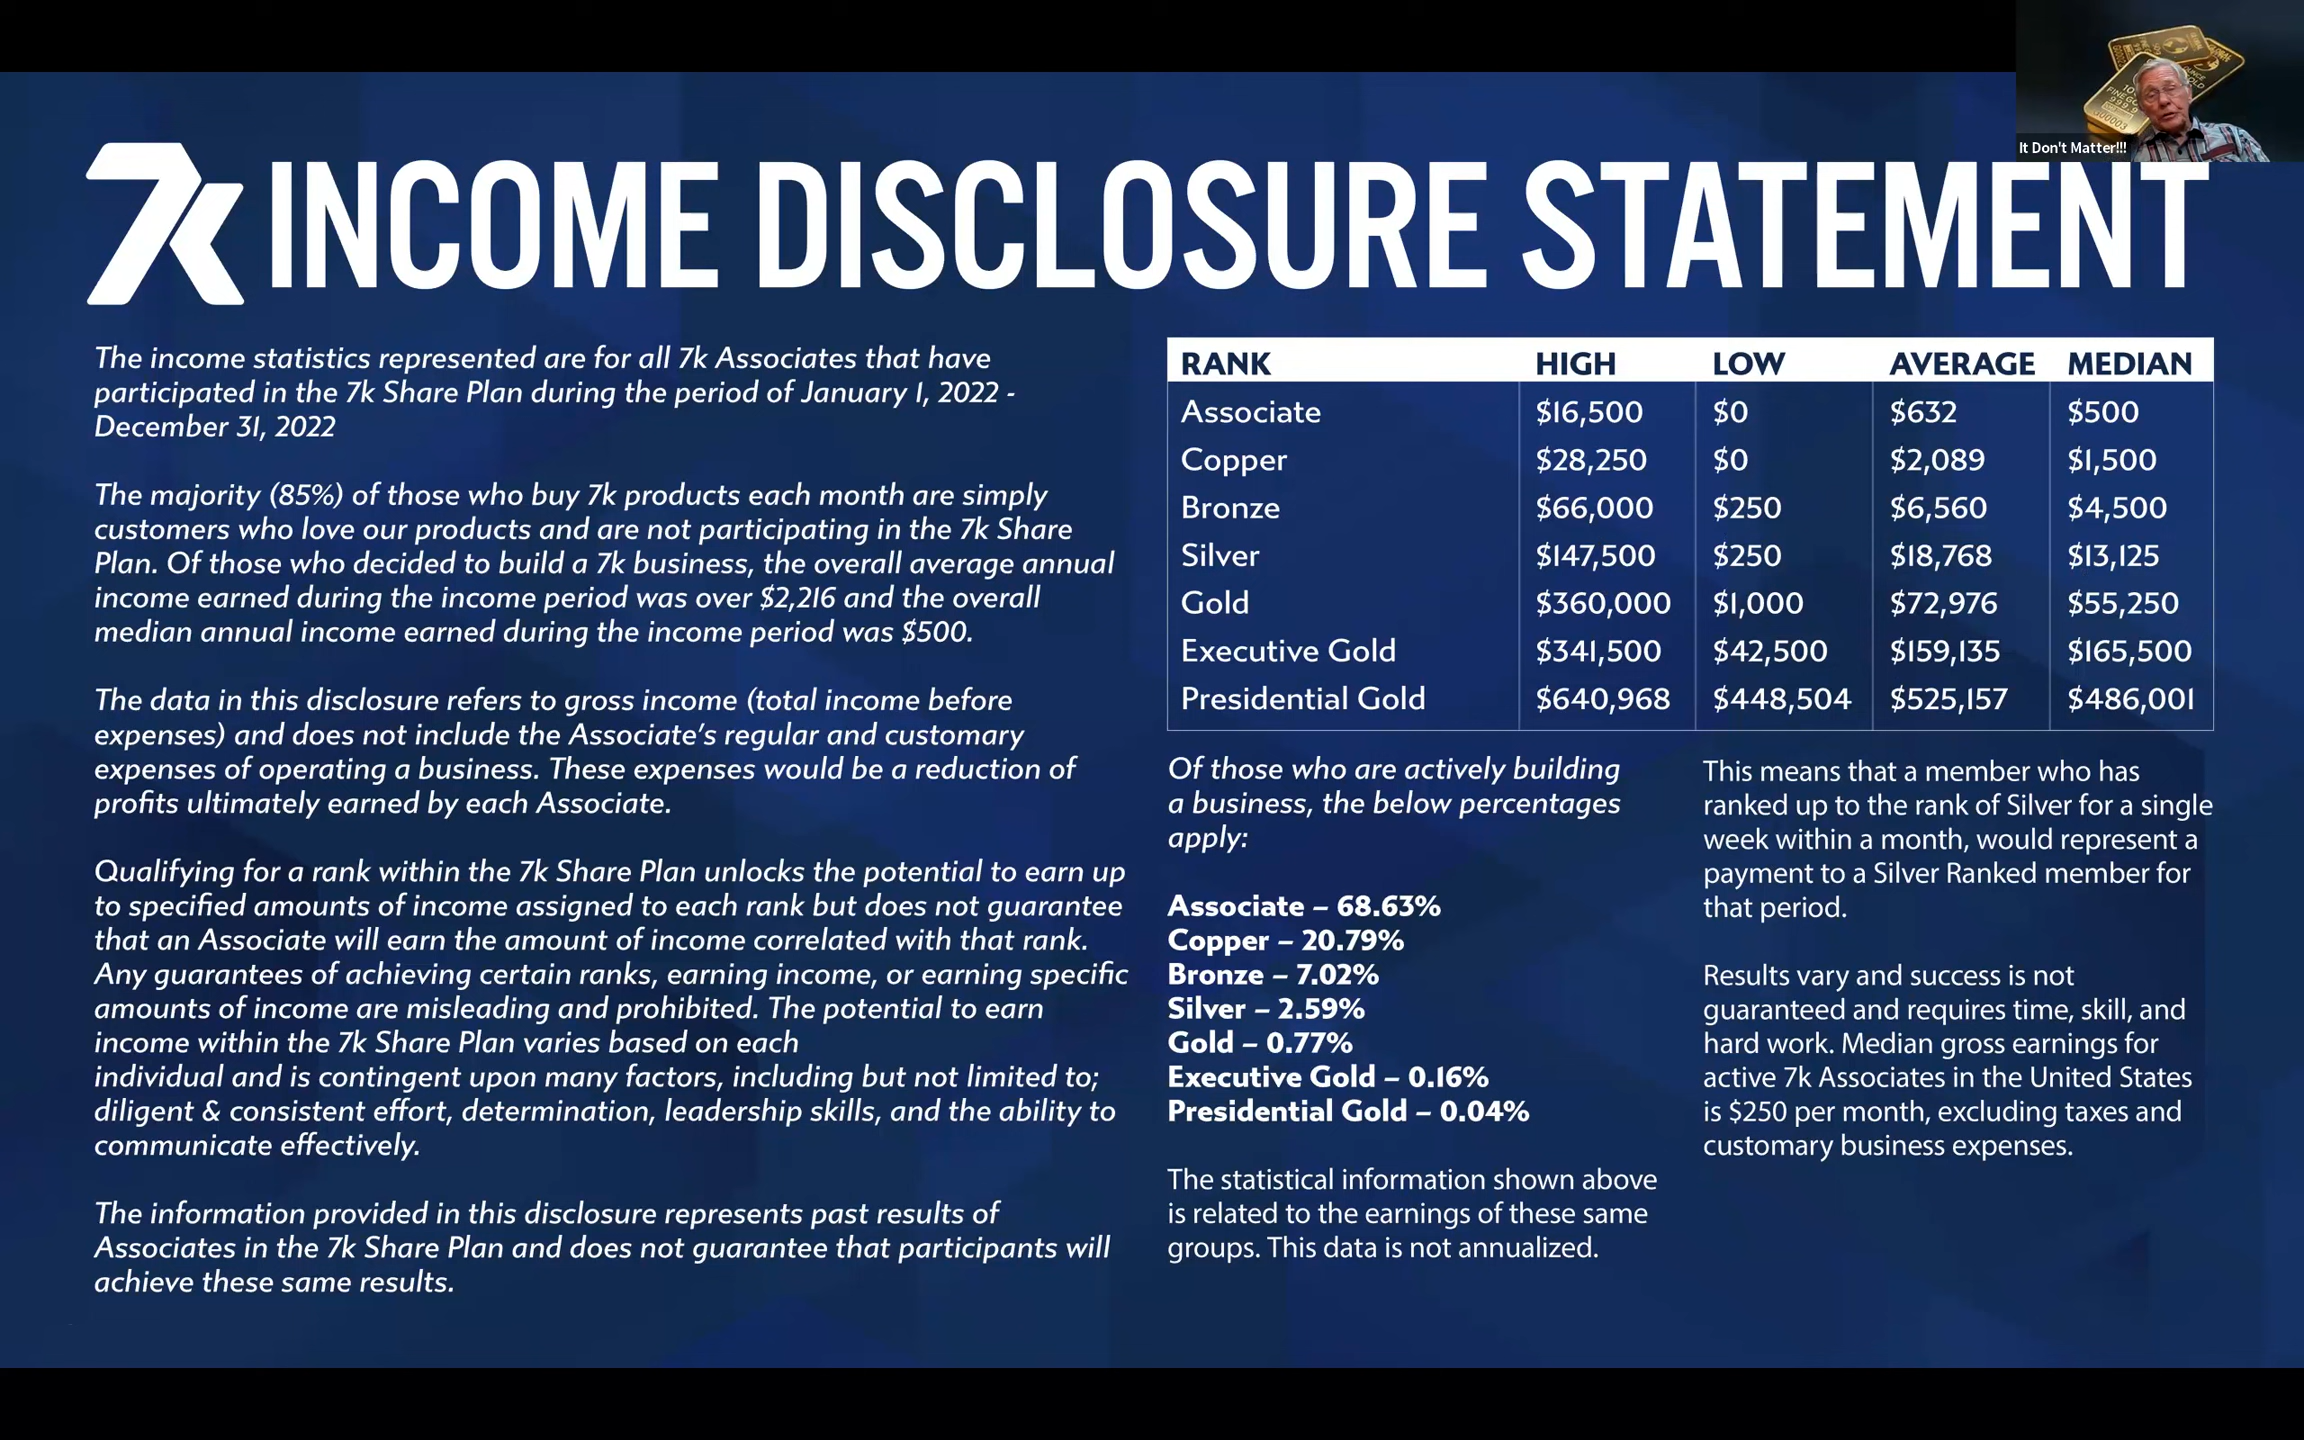 It Don't Matter!!!
7k INCOME DISCLOSURE STATEMENT
The income statistics represented are for all 7k Associates that have
participated in the 7k Share Plan during the period of January 1, 2022 -
December 31, 2022
The majority (85%) of those who buy 7k products each month are simply
customers who love our products and are not participating in the 7k Share
Plan. Of those who decided to build a 7k business, the overall average annual
income earned during the income period was over $2,216 and the overall
median annual income earned during the income period was $500.
The data in this disclosure refers to gross income (total income before
expenses) and does not include the Associate's regular and customary
expenses of operating a business. These expenses would be a reduction of
profits ultimately earned by each Associate.
Qualifying for a rank within the 7k Share Plan unlocks the potential to earn up
to specified amounts of income assigned to each rank but does not guarantee
that an Associate will earn the amount of income correlated with that rank.
Any guarantees of achieving certain ranks, earning income, or earning specific
amounts of income are misleading and prohibited. The potential to earn
income within the 7k Share Plan varies based on each
individual and is contingent upon many factors, including but not limited to;
diligent & consistent effort, determination, leadership skills, and the ability to
communicate effectively.
The information provided in this disclosure represents past results of
Associates in the 7k Share Plan and does not guarantee that participants will
achieve these same results.
RANK HIGH LOW AVERAGE MEDIAN
Associate $16,500 $0 $632 $500
Copper $28,250 $0 $2,089 $1,500
Bronze $66,000 $250 $6,560 $4,500
Silver $147,500 $250 $18,768 $13,125
Gold $360,000 $1,000 $72,976 $55,250
Executive Gold $341,500 $42,500 $159,135 $165,500
Presidential Gold $640,968 $448,504 $525,157 $486,001
Of those who are actively building
a business, the below percentages
apply:
Associate – 68.63%
Copper – 20.79%
Bronze – 7.02%
Silver – 2.59%
Gold – 0.77%
Executive Gold – 0.16%
Presidential Gold – 0.04%
The statistical information shown above
is related to the earnings of these same
groups. This data is not annualized.
This means that a member who has
ranked up to the rank of Silver for a single
week within a month, would represent a
payment to a Silver Ranked member for
that period.
Results vary and success is not
guaranteed and requires time, skill, and
hard work. Median gross earnings for
active 7k Associates in the United States
is $250 per month, excluding taxes and
customary business expenses.